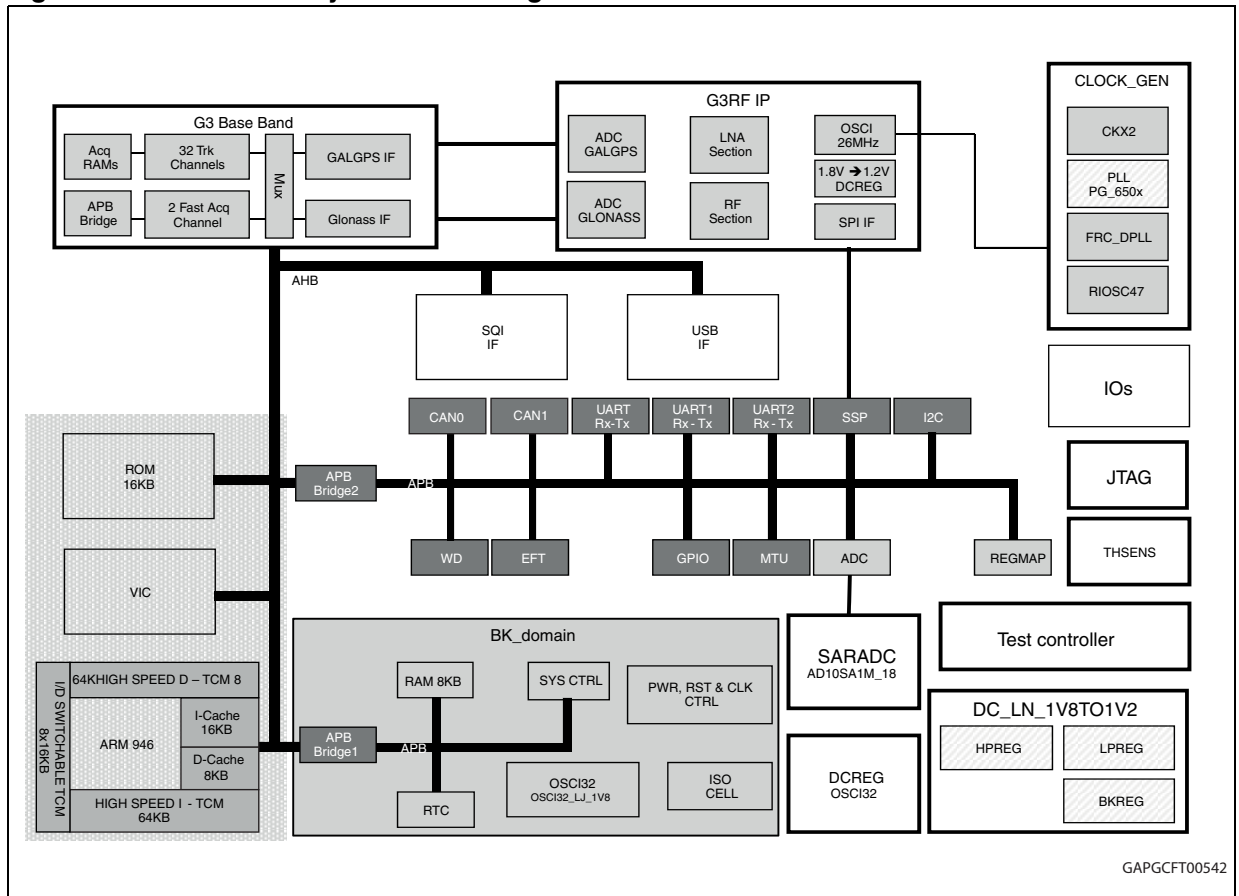 G3 Base Band
Acq
RAMs
32 Trk
Channels
Mux
GALGPS IF
APB
Bridge
2 Fast Acq
Channel
Glonass IF
G3RF IP
ADC
GALGPS
LNA
Section
OSCI
26MHz
1.8V ➔ 1.2V
DCREG
ADC
GLONASS
RF
Section
SPI IF
CLOCK_GEN
CKX2
PLL
PG_650x
FRC_DPLL
RIOSC47
AHB
SQI
IF
USB
IF
IOs
CAN0
CAN1
UART
Rx-Tx
UART1
Rx - Tx
UART2
Rx - Tx
SSP
I2C
ROM
16KB
APB
Bridge2
APB
JTAG
WD
EFT
GPIO
MTU
ADC
REGMAP
THSENS
VIC
BK_domain
RAM 8KB
SYS CTRL
PWR, RST & CLK
CTRL
SARADC
AD10SA1M_18
Test controller
I/D SWITCHABLE TCM
8x16KB
64KHIGH SPEED D – TCM 8
ARM 946
I-Cache
16KB
D-Cache
8KB
HIGH SPEED I - TCM
64KB
APB
Bridge1
APB
RTC
OSCI32
OSCI32_LJ_1V8
ISO
CELL
DCREG
OSCI32
DC_LN_1V8TO1V2
HPREG
LPREG
BKREG
GAPGCFT00542